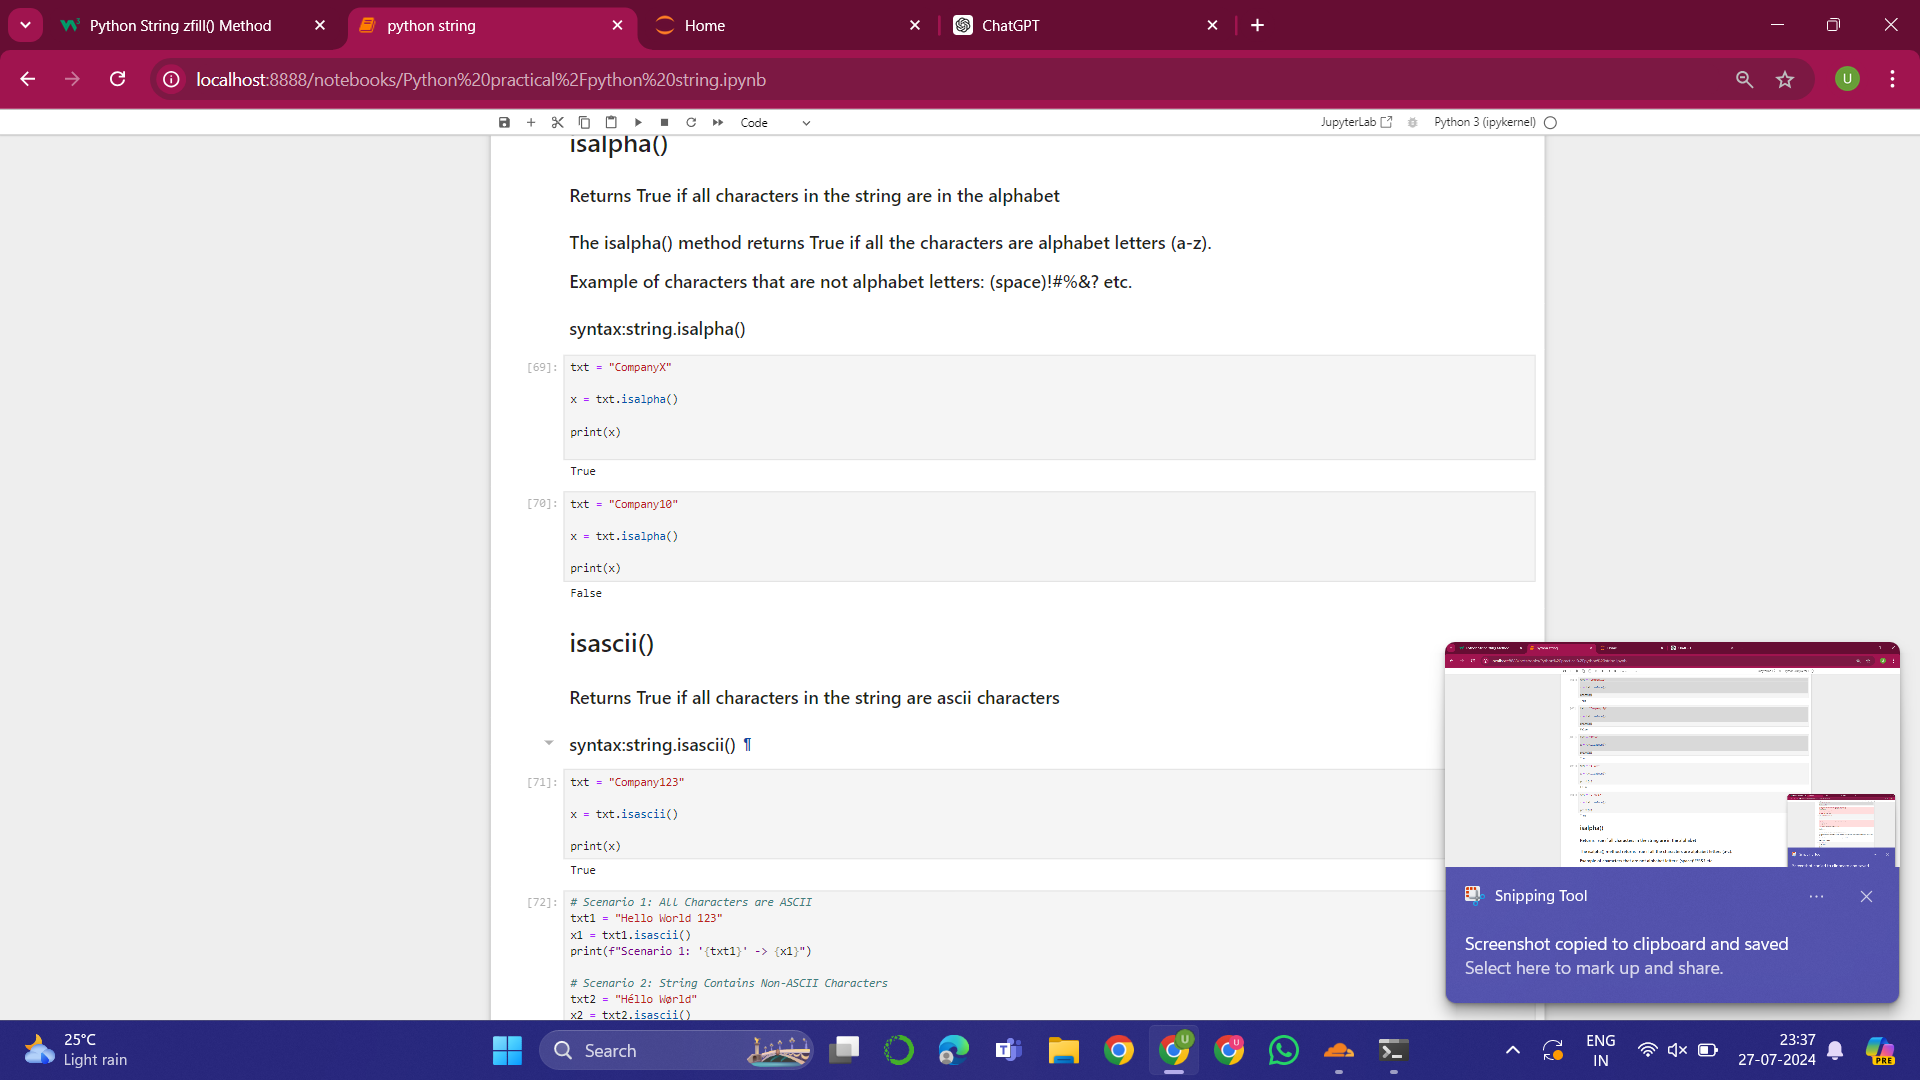 Python String zfill() Method
python string
Home
ChatGPT
localhost:8888/notebooks/Python%20practical%2Fpython%20string.ipynb
U
Code
JupyterLab
Python 3 (ipykernel)
isalpha()
Returns True if all characters in the string are in the alphabet
The isalpha() method returns True if all the characters are alphabet letters (a-z).
Example of characters that are not alphabet letters: (space)!#%&? etc.
syntax:string.isalpha()
[69]:
txt = "CompanyX"
x = txt.isalpha()
print(x)
True
[70]:
txt = "Company10"
x = txt.isalpha()
print(x)
False
isascii()
Returns True if all characters in the string are ascii characters
syntax:string.isascii() ¶
[71]:
txt = "Company123"
x = txt.isascii()
print(x)
True
[72]:
# Scenario 1: All Characters are ASCII
txt1 = "Hello World 123"
x1 = txt1.isascii()
print(f"Scenario 1: '{txt1}' -> {x1}")
# Scenario 2: String Contains Non-ASCII Characters
txt2 = "Héllo Wørld"
x2 = txt2.isascii()
isalpha()
Snipping Tool
Screenshot copied to clipboard and saved
Select here to mark up and share.
25°C
Light rain
Search
U
U
ENG
IN
23:37
27-07-2024
PRE